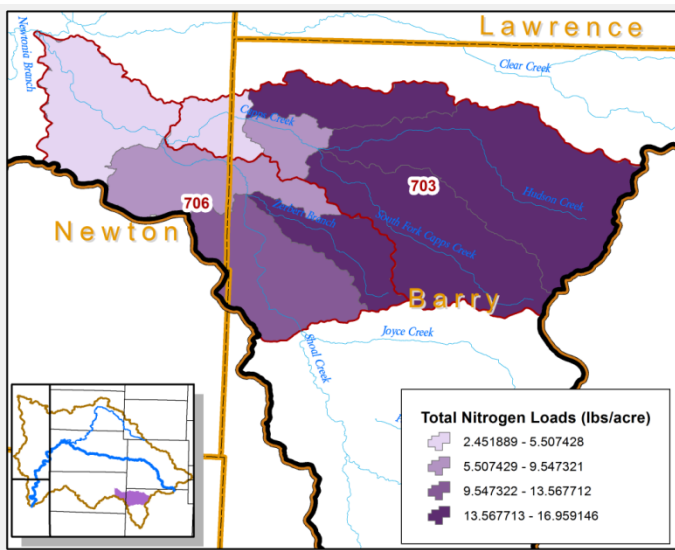 Lawrence
Newtonia
Branch
Clear Creek
Capps Creek
703
Hudson Creek
706
Zerbert Branch
South Fork Capps Creek
Newton
Barry
Joyce Creek
Shoal Creek
Total Nitrogen Loads (lbs/acre)
2.451889 - 5.507428
5.507429 - 9.547321
9.547322 - 13.567712
13.567713 - 16.959146